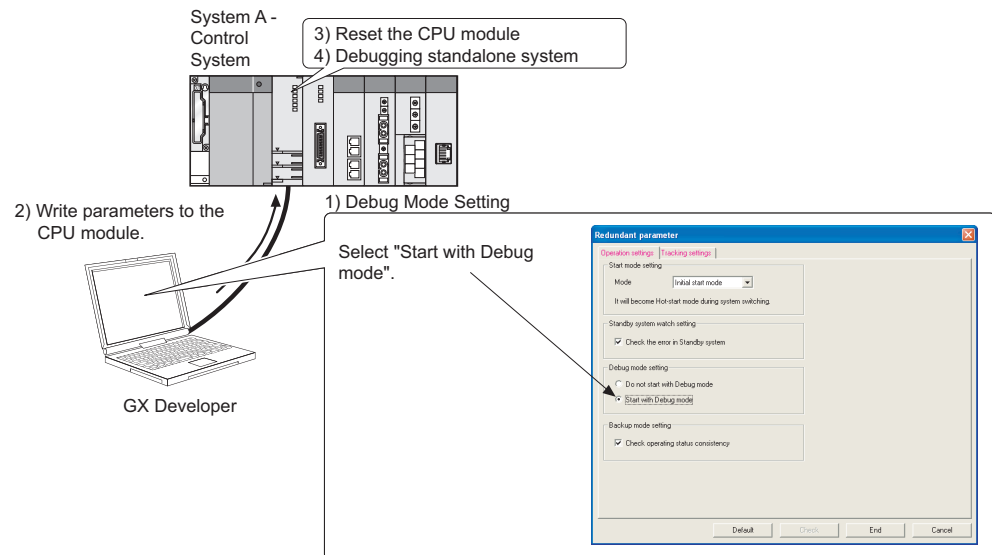 System A -
Control
System
3) Reset the CPU module
4) Debugging standalone system
2) Write parameters to the
CPU module.
1) Debug Mode Setting
Select "Start with Debug
mode".
GX Developer
Redundant parameter
Operation settings
Tracking settings
Start mode setting
Mode
Initial start mode
It will become Hot-start mode during system switching.
Standby system watch setting
Check the error in Standby system
Debug mode setting
Do not start with Debug mode
Start with Debug mode
Backup mode setting
Check operating status consistency
Default
Check
End
Cancel